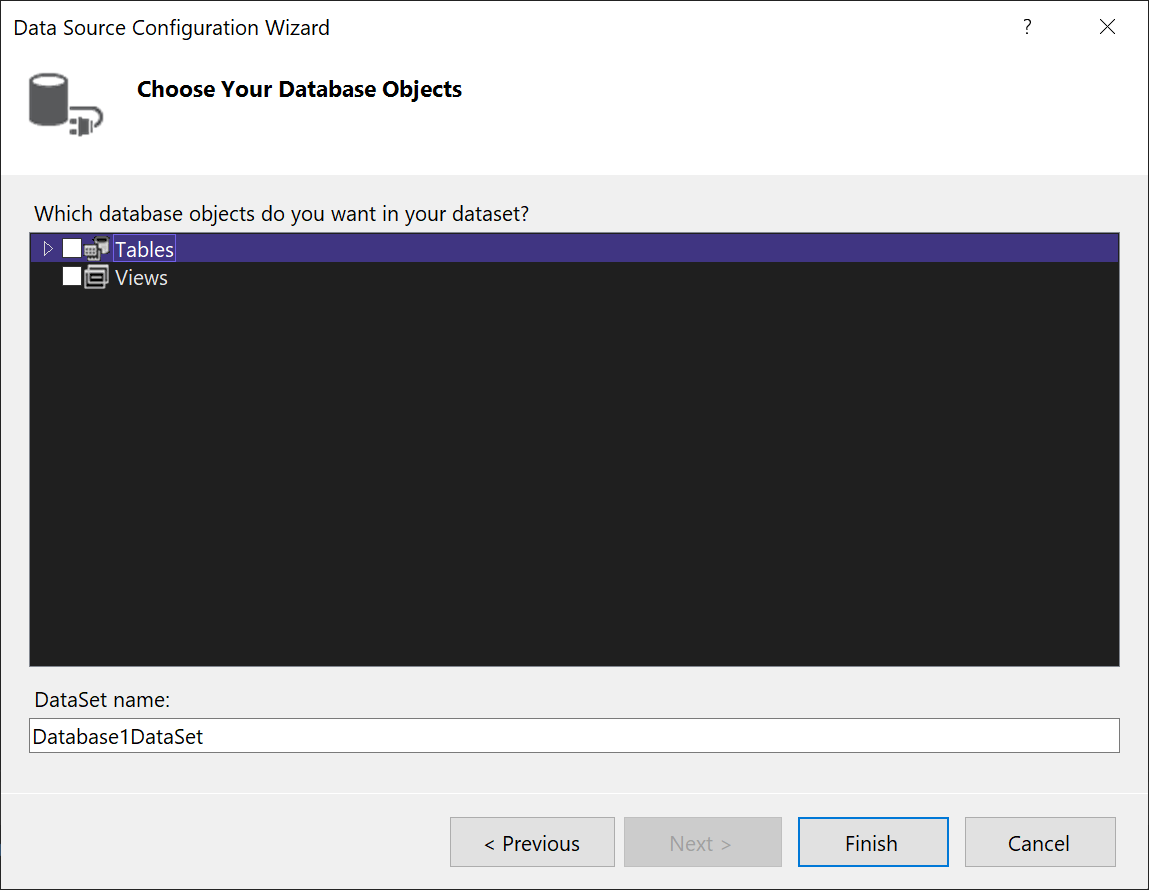 Data Source Configuration Wizard
?
Choose Your Database Objects
Which database objects do you want in your dataset?
Tables
Views
DataSet name:
Database1DataSet
< Previous Next > Finish Cancel